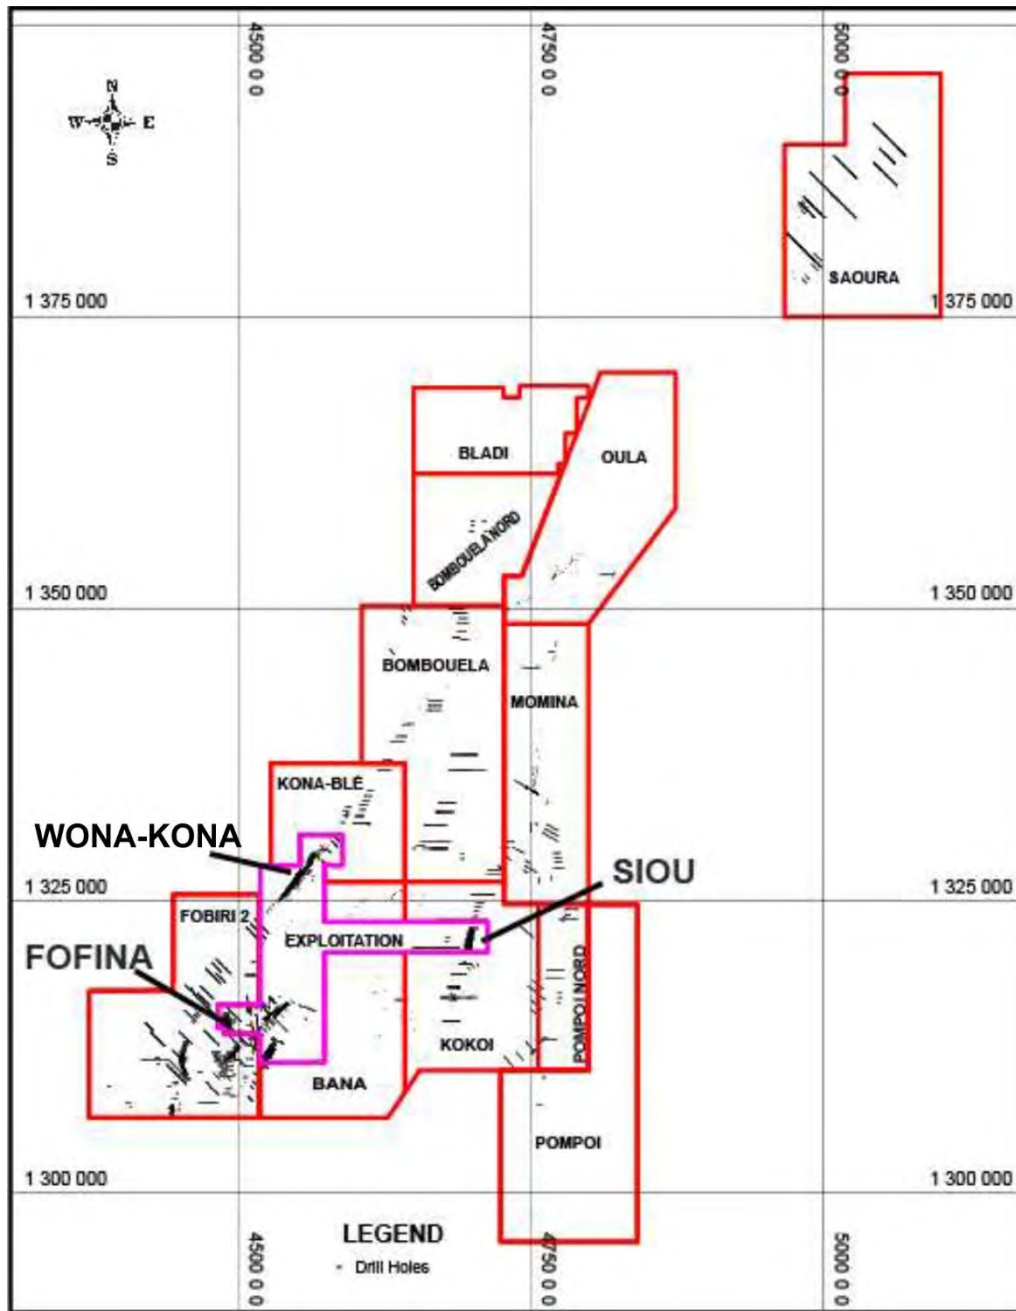 4500 0 0
4750 0 0
5000 0 0
N
W E
S
SAOURA
1 375 000
1 375 000
BLADI
OULA
BOMBOUELA NORD
1 350 000
1 350 000
BOMBOUELA
MOMINA
KONA-BLÉ
WONA-KONA
SIOU
1 325 000
1 325 000
FOBIRI 2
EXPLOITATION
FOFINA
POMPOI NORD
KOKOI
BANA
POMPOI
1 300 000
1 300 000
LEGEND
- Drill Holes
4500 0 0
4750 0 0
5000 0 0